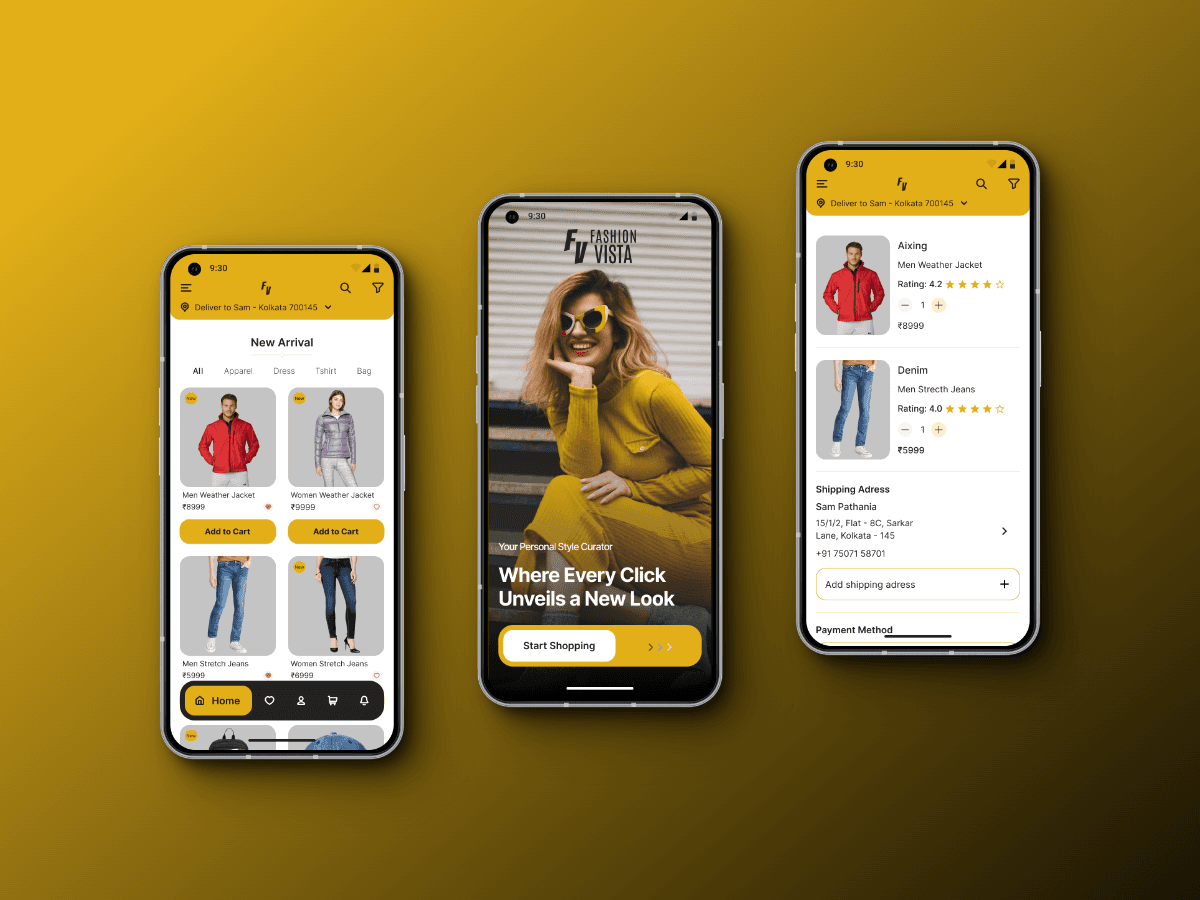 9:30
FV
Deliver to Sam - Kolkata 700145
New Arrival
All Apparel Dress Tshirt Bag
New
New
Men Weather Jacket
₹8999
Women Weather Jacket
₹9999
Add to Cart
Add to Cart
New
Men Stretch Jeans
₹5999
Women Stretch Jeans
₹6999
Home
New
9:30
FV FASHION
VISTA
Your Personal Style Curator
Where Every Click
Unveils a New Look
Start Shopping
9:30
FV
Deliver to Sam - Kolkata 700145
Aixing
Men Weather Jacket
Rating: 4.2
1
₹8999
Denim
Men Strecth Jeans
Rating: 4.0
1
₹5999
Shipping Adress
Sam Pathania
15/1/2, Flat - 8C, Sarkar
Lane, Kolkata - 145
+91 75071 58701
Add shipping adress
Payment Method